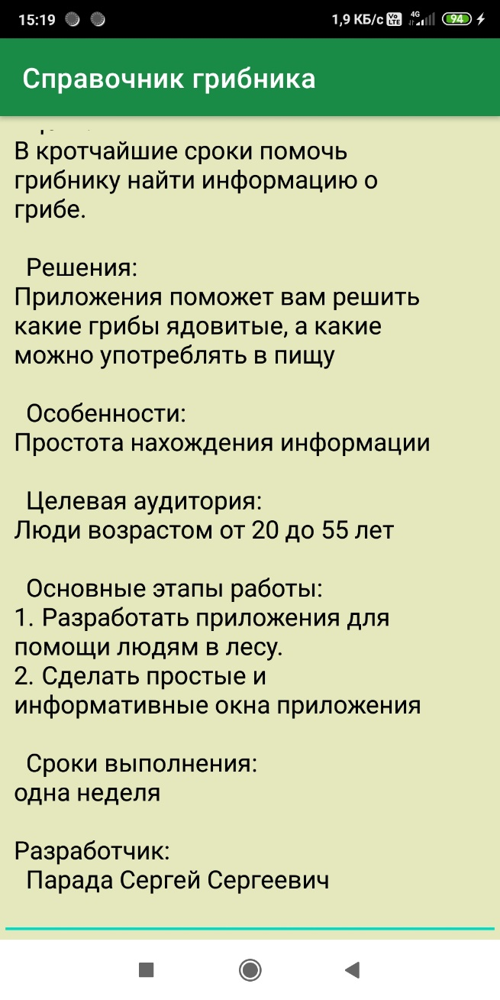 15:19 1,9 КБ/с Vo LTE 4G 94
Справочник грибника
В кротчайшие сроки помочь
грибнику найти информацию о
грибе.
Решения:
Приложения поможет вам решить
какие грибы ядовитые, а какие
можно употреблять в пищу
Особенности:
Простота нахождения информации
Целевая аудитория:
Люди возрастом от 20 до 55 лет
Основные этапы работы:
1. Разработать приложения для
помощи людям в лесу.
2. Сделать простые и
информативные окна приложения
Сроки выполнения:
одна неделя
Разработчик:
Парада Сергей Сергеевич